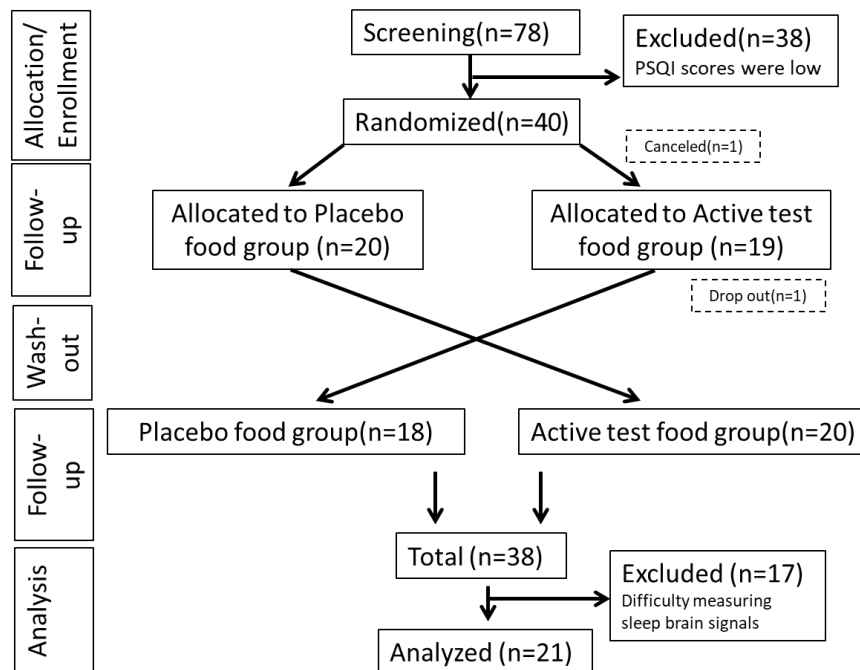 Allocation/
Enrollment
Screening(n=78)
Excluded(n=38)
PSQI scores were low
Randomized(n=40)
Canceled(n=1)
Follow-
up
Allocated to Placebo
food group (n=20)
Allocated to Active test
food group (n=19)
Drop out(n=1)
Wash-
out
Follow-
up
Placebo food group(n=18)
Active test food group(n=20)
Analysis
Total (n=38)
Excluded (n=17)
Difficulty measuring
sleep brain signals
Analyzed (n=21)